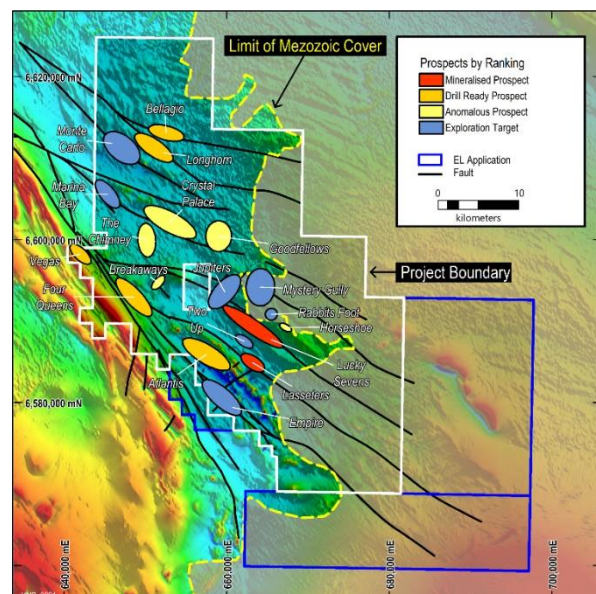 Limit of Mezozoic Cover
Prospects by Ranking
Mineralised Prospect
Drill Ready Prospect
Anomalous Prospect
Exploration Target
EL Application
Fault
0 10
kilometers
6,620,000 mN
Bellagio
Monte
Carlo
Longhorn
Marina
Bay
Crystal
Palace
The
Chimney
Goodfellows
6,600,000 mN
Vegas
Breakaways
Jupiters
Mystery Gully
Project Boundary
Four
Queens
Two
Up
Rabbits Foot
Horseshoe
Lucky
Sevens
Atlantis
Lasseters
6,580,000 mN
Empire
640,000 mE
660,000 mE
680,000 mE
700,000 mE